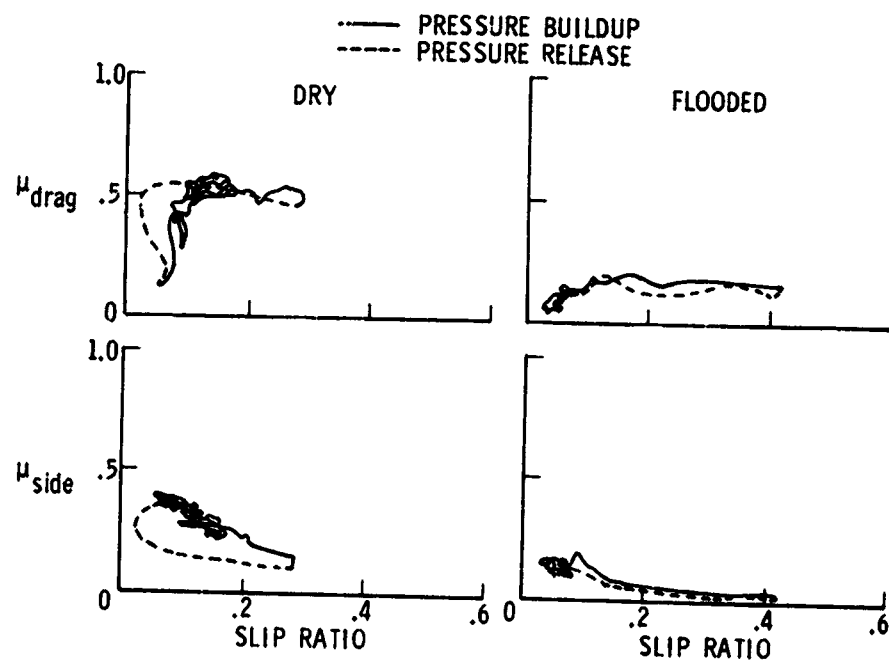 PRESSURE BUILDUP
PRESSURE RELEASE
DRY
FLOODED
1.0
μdrag
.5
0
1.0
μside
.5
0
.2
.4
.6
0
.2
.4
.6
SLIP RATIO
SLIP RATIO